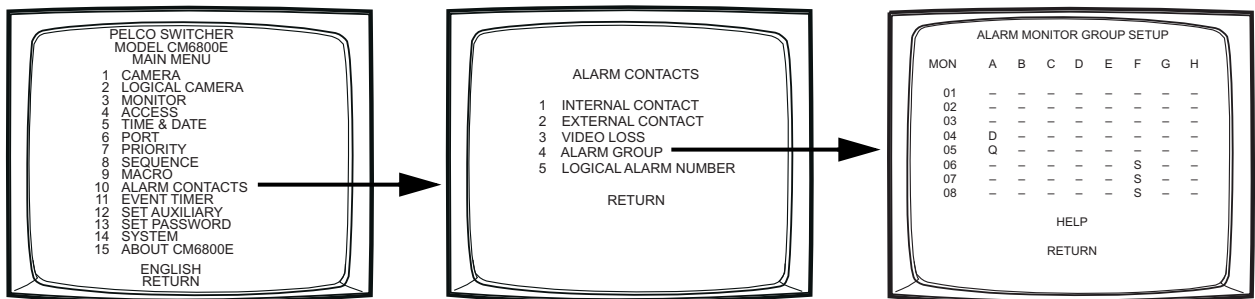 PELCO SWITCHER
MODEL CM6800E
MAIN MENU
1 CAMERA
2 LOGICAL CAMERA
3 MONITOR
4 ACCESS
5 TIME & DATE
6 PORT
7 PRIORITY
8 SEQUENCE
9 MACRO
10 ALARM CONTACTS
11 EVENT TIMER
12 SET AUXILIARY
13 SET PASSWORD
14 SYSTEM
15 ABOUT CM6800E
ENGLISH
RETURN
ALARM CONTACTS
1 INTERNAL CONTACT
2 EXTERNAL CONTACT
3 VIDEO LOSS
4 ALARM GROUP
5 LOGICAL ALARM NUMBER
RETURN
ALARM MONITOR GROUP SETUP
MON A B C D E F G H
01 – – – – – – – –
02 – – – – – – – –
03 – – – – – – – –
04 D – – – – – – –
05 Q – – – – – – –
06 – – – – – S – –
07 – – – – – S – –
08 – – – – – S – –
HELP
RETURN